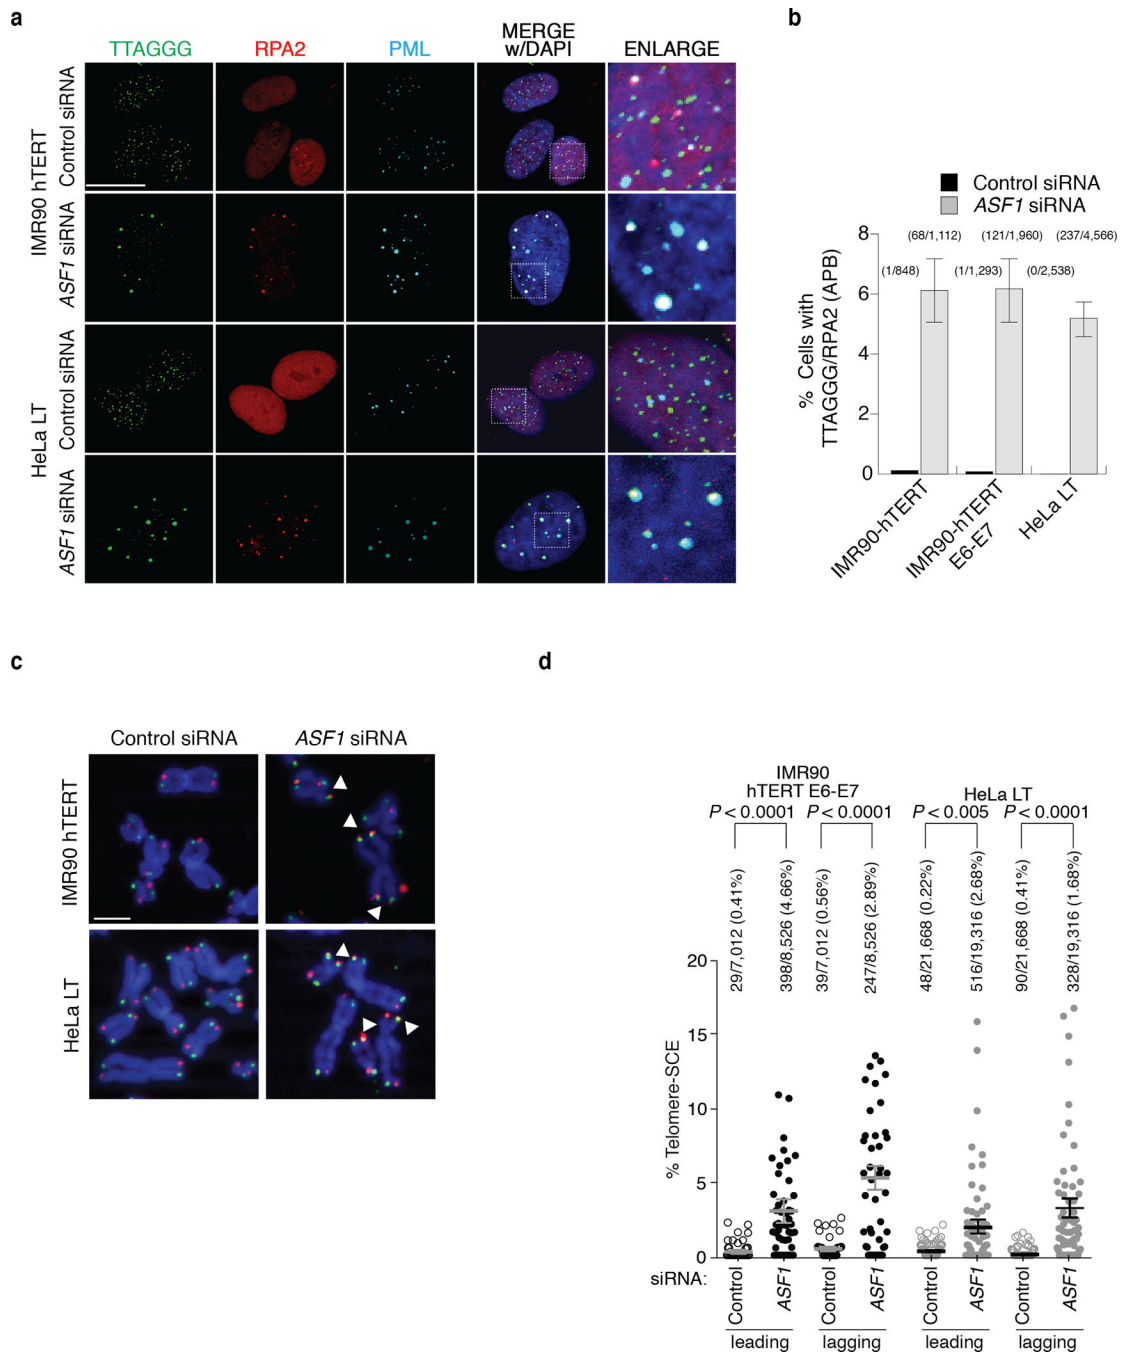 a
TTAGGG
RPA2
PML
MERGE
w/DAPI
ENLARGE
IMR90 hTERT
Control siRNA
ASF1 siRNA
HeLa LT
Control siRNA
ASF1 siRNA
b
Control siRNA
ASF1 siRNA
% Cells with
TTAGGG/RPA2 (APB)
8
6
4
2
0
(68/1,112)
(121/1,960)
(237/4,566)
(1/848)
(1/1,293)
(0/2,538)
IMR90-hTERT
IMR90-hTERT
E6-E7
HeLa LT
c
Control siRNA
ASF1 siRNA
IMR90 hTERT
HeLa LT
d
IMR90
hTERT E6-E7
HeLa LT
P < 0.0001
P < 0.0001
P < 0.005
P < 0.0001
29/7,012 (0.41%)
398/8,526 (4.66%)
39/7,012 (0.56%)
247/8,526 (2.89%)
48/21,668 (0.22%)
516/19,316 (2.68%)
90/21,668 (0.41%)
328/19,316 (1.68%)
% Telomere-SCE
20
15
10
5
0
siRNA:
Control
ASF1
Control
ASF1
Control
ASF1
Control
ASF1
leading
lagging
leading
lagging